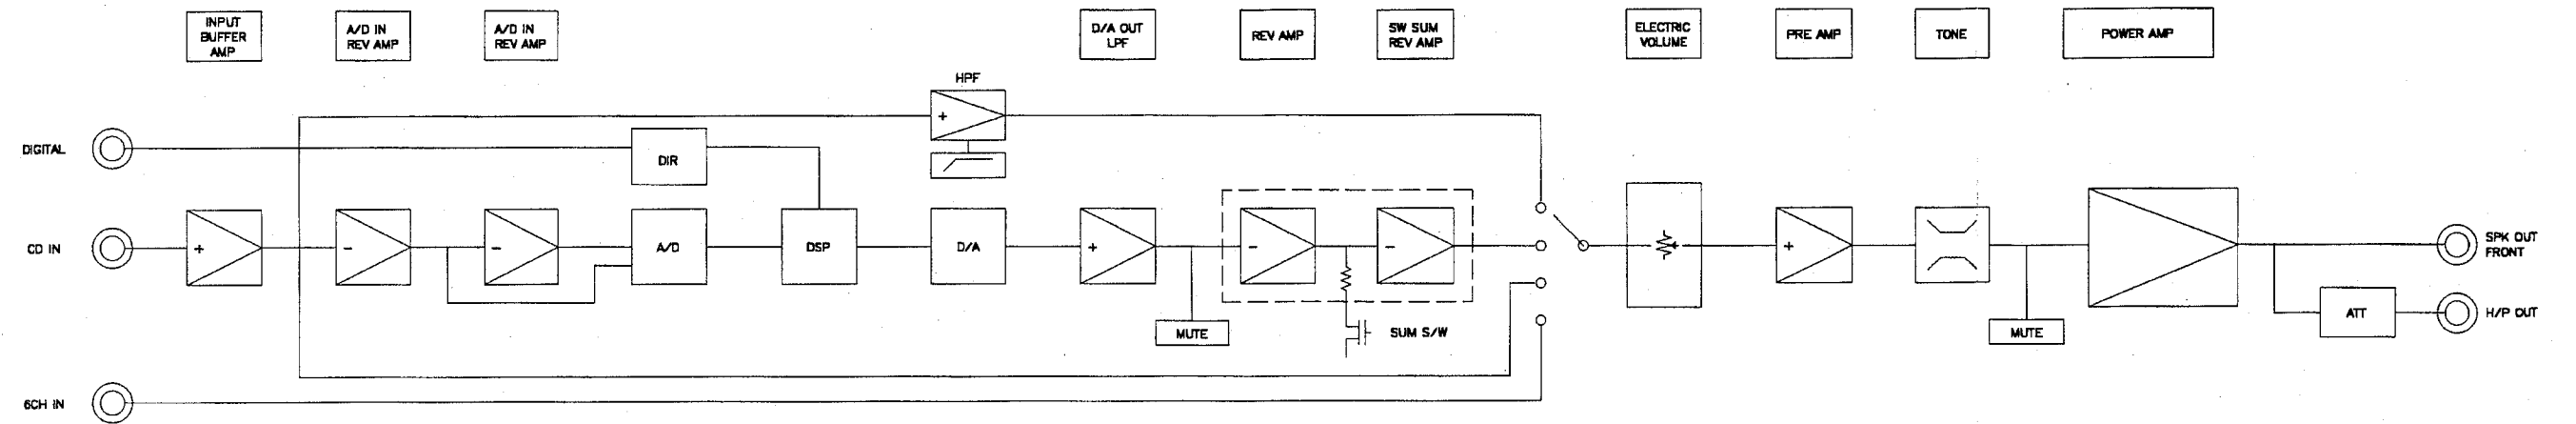 INPUT
BUFFER
AMP
A/D IN
REV AMP
A/D IN
REV AMP
D/A OUT
LPF
REV AMP
SW SUM
REV AMP
ELECTRIC
VOLUME
PRE AMP
TONE
POWER AMP
HPF
+
DIGITAL
DIR
CD IN
+
-
-
A/D
DSP
D/A
+
-
-
+
SPK OUT
FRONT
MUTE
SUM S/W
MUTE
ATT
H/P OUT
6CH IN